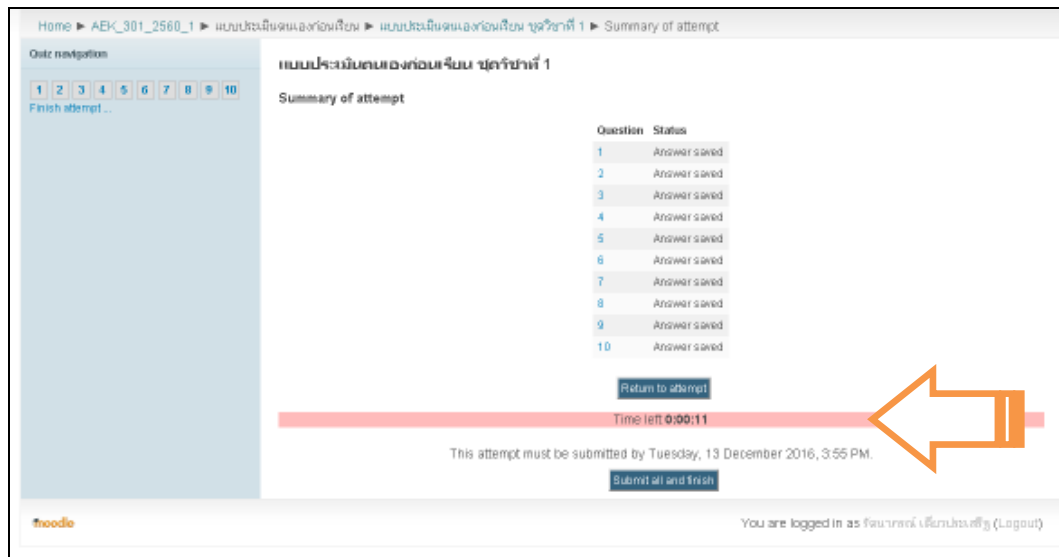 Home ► AEK_301_2560_1 ► แบบประเมินตนเองก่อนเรียน ► แบบประเมินตนเองก่อนเรียน ชุดวิชาที่ 1 ► Summary of attempt
Quiz navigation
1 2 3 4 5 6 7 8 9 10
Finish attempt ...
แบบประเมินตนเองก่อนเรียน ชุดวิชาที่ 1
Summary of attempt
Question Status
1 Answer saved
2 Answer saved
3 Answer saved
4 Answer saved
5 Answer saved
6 Answer saved
7 Answer saved
8 Answer saved
9 Answer saved
10 Answer saved
Return to attempt
Time left 0:00:11
This attempt must be submitted by Tuesday, 13 December 2016, 3:55 PM.
Submit all and finish
moodle
You are logged in as (Logout)